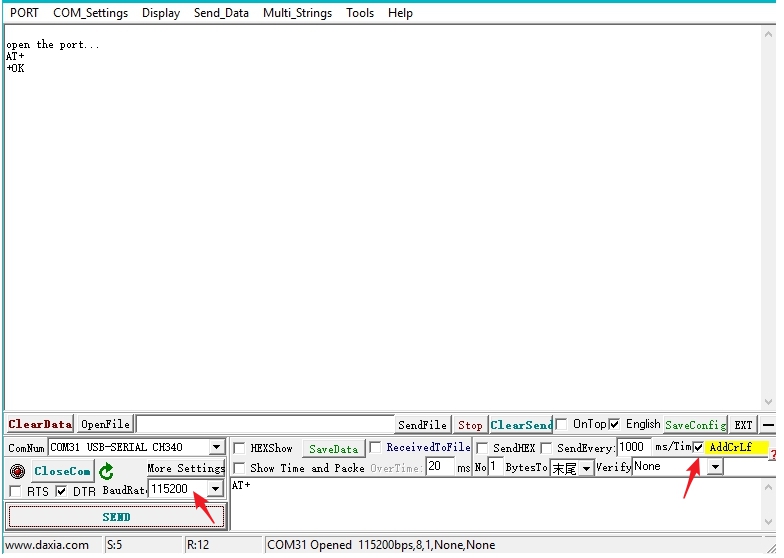 PORT COM_Settings Display Send_Data Multi_Strings Tools Help
open the port...
AT+
+OK
ClearData OpenFile SendFile Stop ClearSend OnTop English SaveConfig EXT —
ComNum COM31 USB-SERIAL CH340 HEXShow SaveData ReceivedToFile SendHEX SendEvery: 1000 ms/Tim AddCrLf
CloseCom More Settings Show Time and Packe OverTime: 20 ms No 1 BytesTo 末尾 Verify None ?
RTS DTR BaudRat 115200 AT+
SEND
www.daxia.com S:5 R:12 COM31 Opened 115200bps,8,1,None,None